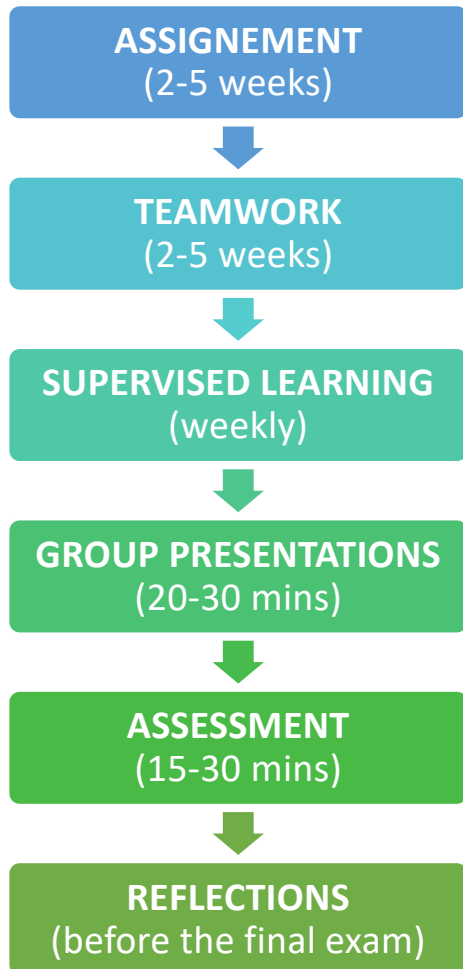 ASSIGNEMENT
(2-5 weeks)
TEAMWORK
(2-5 weeks)
SUPERVISED LEARNING
(weekly)
GROUP PRESENTATIONS
(20-30 mins)
ASSESSMENT
(15-30 mins)
REFLECTIONS
(before the final exam)